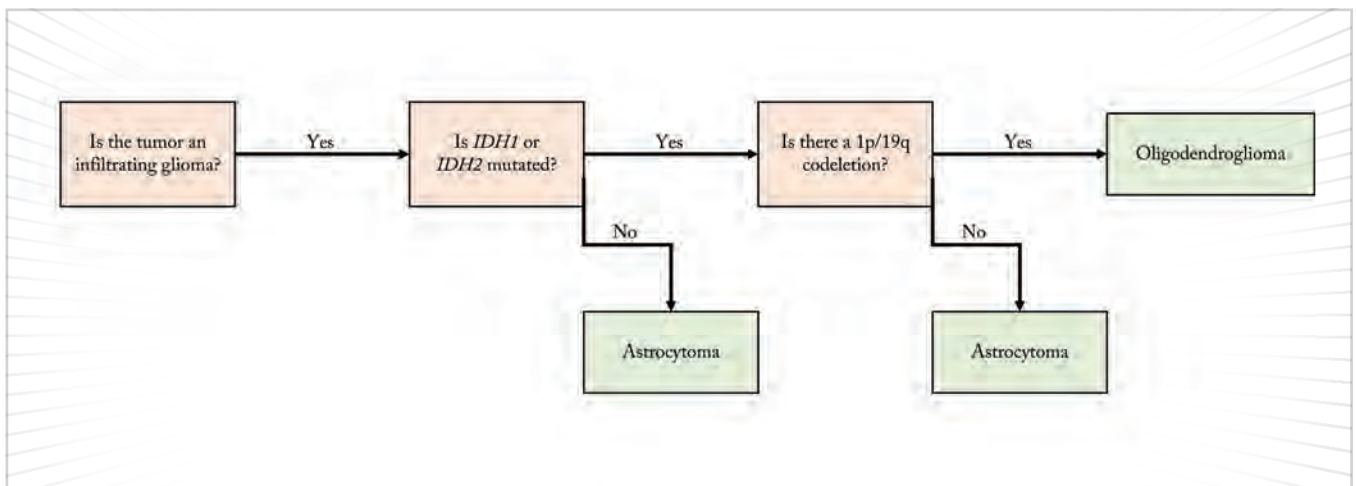 Is the tumor an
infiltrating glioma?
Yes
Is IDH1 or
IDH2 mutated?
Yes
Is there a 1p/19q
codeletion?
Yes
Oligodendroglioma
No
No
Astrocytoma
Astrocytoma